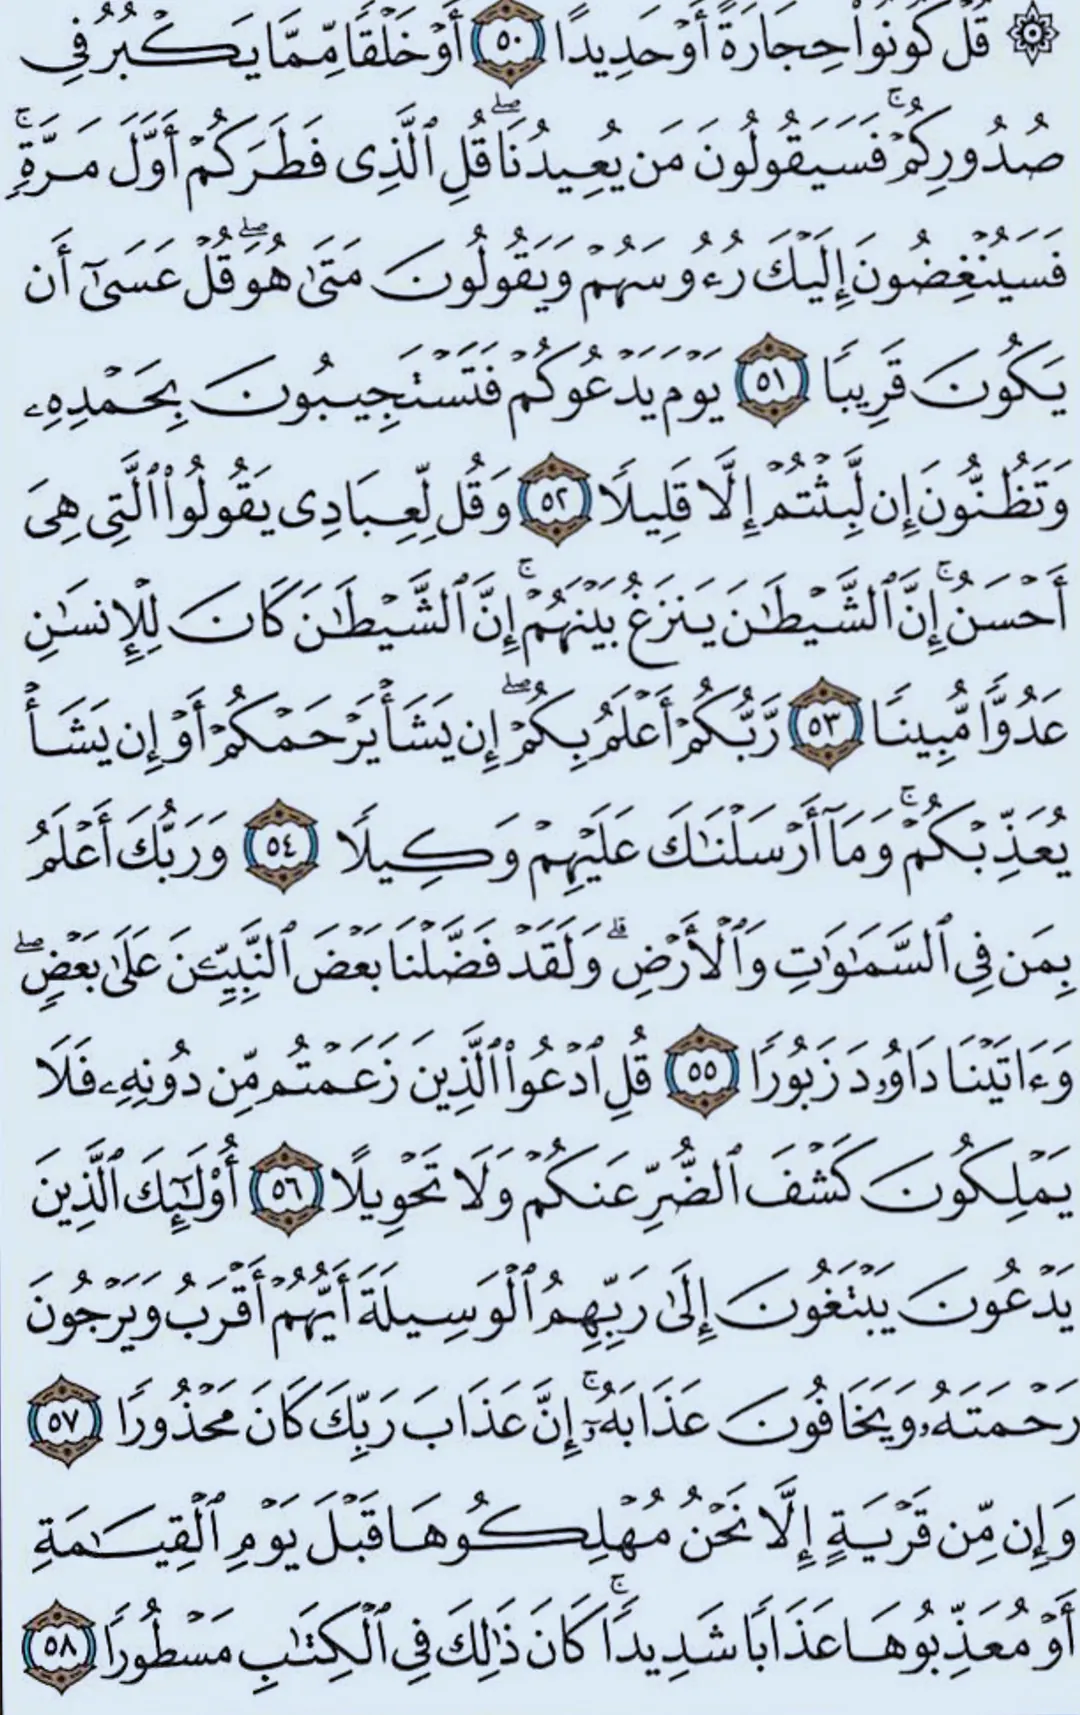 ۞ قُلۡ كُونُواْ حِجَارَةً أَوۡ حَدِيدًا ٥٠ أَوۡ خَلۡقٗا مِّمَّا يَكۡبُرُ فِي
صُدُورِكُمۡۚ فَسَيَقُولُونَ مَن يُعِيدُنَاۖ قُلِ ٱلَّذِي فَطَرَكُمۡ أَوَّلَ مَرَّةٖۚ
فَسَيُنۡغِضُونَ إِلَيۡكَ رُءُوسَهُمۡ وَيَقُولُونَ مَتَىٰ هُوَۖ قُلۡ عَسَىٰٓ أَن
يَكُونَ قَرِيبٗا ٥١ يَوۡمَ يَدۡعُوكُمۡ فَتَسۡتَجِيبُونَ بِحَمۡدِهِۦ
وَتَظُنُّونَ إِن لَّبِثۡتُمۡ إِلَّا قَلِيلٗا ٥٢ وَقُل لِّعِبَادِي يَقُولُواْ ٱلَّتِي هِيَ
أَحۡسَنُۚ إِنَّ ٱلشَّيۡطَٰنَ يَنزَغُ بَيۡنَهُمۡۚ إِنَّ ٱلشَّيۡطَٰنَ كَانَ لِلۡإِنسَٰنِ
عَدُوّٗا مُّبِينٗا ٥٣ رَّبُّكُمۡ أَعۡلَمُ بِكُمۡۖ إِن يَشَأۡ يَرۡحَمۡكُمۡ أَوۡ إِن يَشَأۡ
يُعَذِّبۡكُمۡۚ وَمَآ أَرۡسَلۡنَٰكَ عَلَيۡهِمۡ وَكِيلٗا ٥٤ وَرَبُّكَ أَعۡلَمُ
بِمَن فِي ٱلسَّمَٰوَٰتِ وَٱلۡأَرۡضِۗ وَلَقَدۡ فَضَّلۡنَا بَعۡضَ ٱلنَّبِيِّـۧنَ عَلَىٰ بَعۡضٖۖ
وَءَاتَيۡنَا دَاوُۥدَ زَبُورٗا ٥٥ قُلِ ٱدۡعُواْ ٱلَّذِينَ زَعَمۡتُم مِّن دُونِهِۦ فَلَا
يَمۡلِكُونَ كَشۡفَ ٱلضُّرِّ عَنكُمۡ وَلَا تَحۡوِيلًا ٥٦ أُوْلَٰٓئِكَ ٱلَّذِينَ
يَدۡعُونَ يَبۡتَغُونَ إِلَىٰ رَبِّهِمُ ٱلۡوَسِيلَةَ أَيُّهُمۡ أَقۡرَبُ وَيَرۡجُونَ
رَحۡمَتَهُۥ وَيَخَافُونَ عَذَابَهُۥٓۚ إِنَّ عَذَابَ رَبِّكَ كَانَ مَحۡذُورٗا ٥٧
وَإِن مِّن قَرۡيَةٍ إِلَّا نَحۡنُ مُهۡلِكُوهَا قَبۡلَ يَوۡمِ ٱلۡقِيَٰمَةِ
أَوۡ مُعَذِّبُوهَا عَذَابٗا شَدِيدٗاۚ كَانَ ذَٰلِكَ فِي ٱلۡكِتَٰبِ مَسۡطُورٗا ٥٨